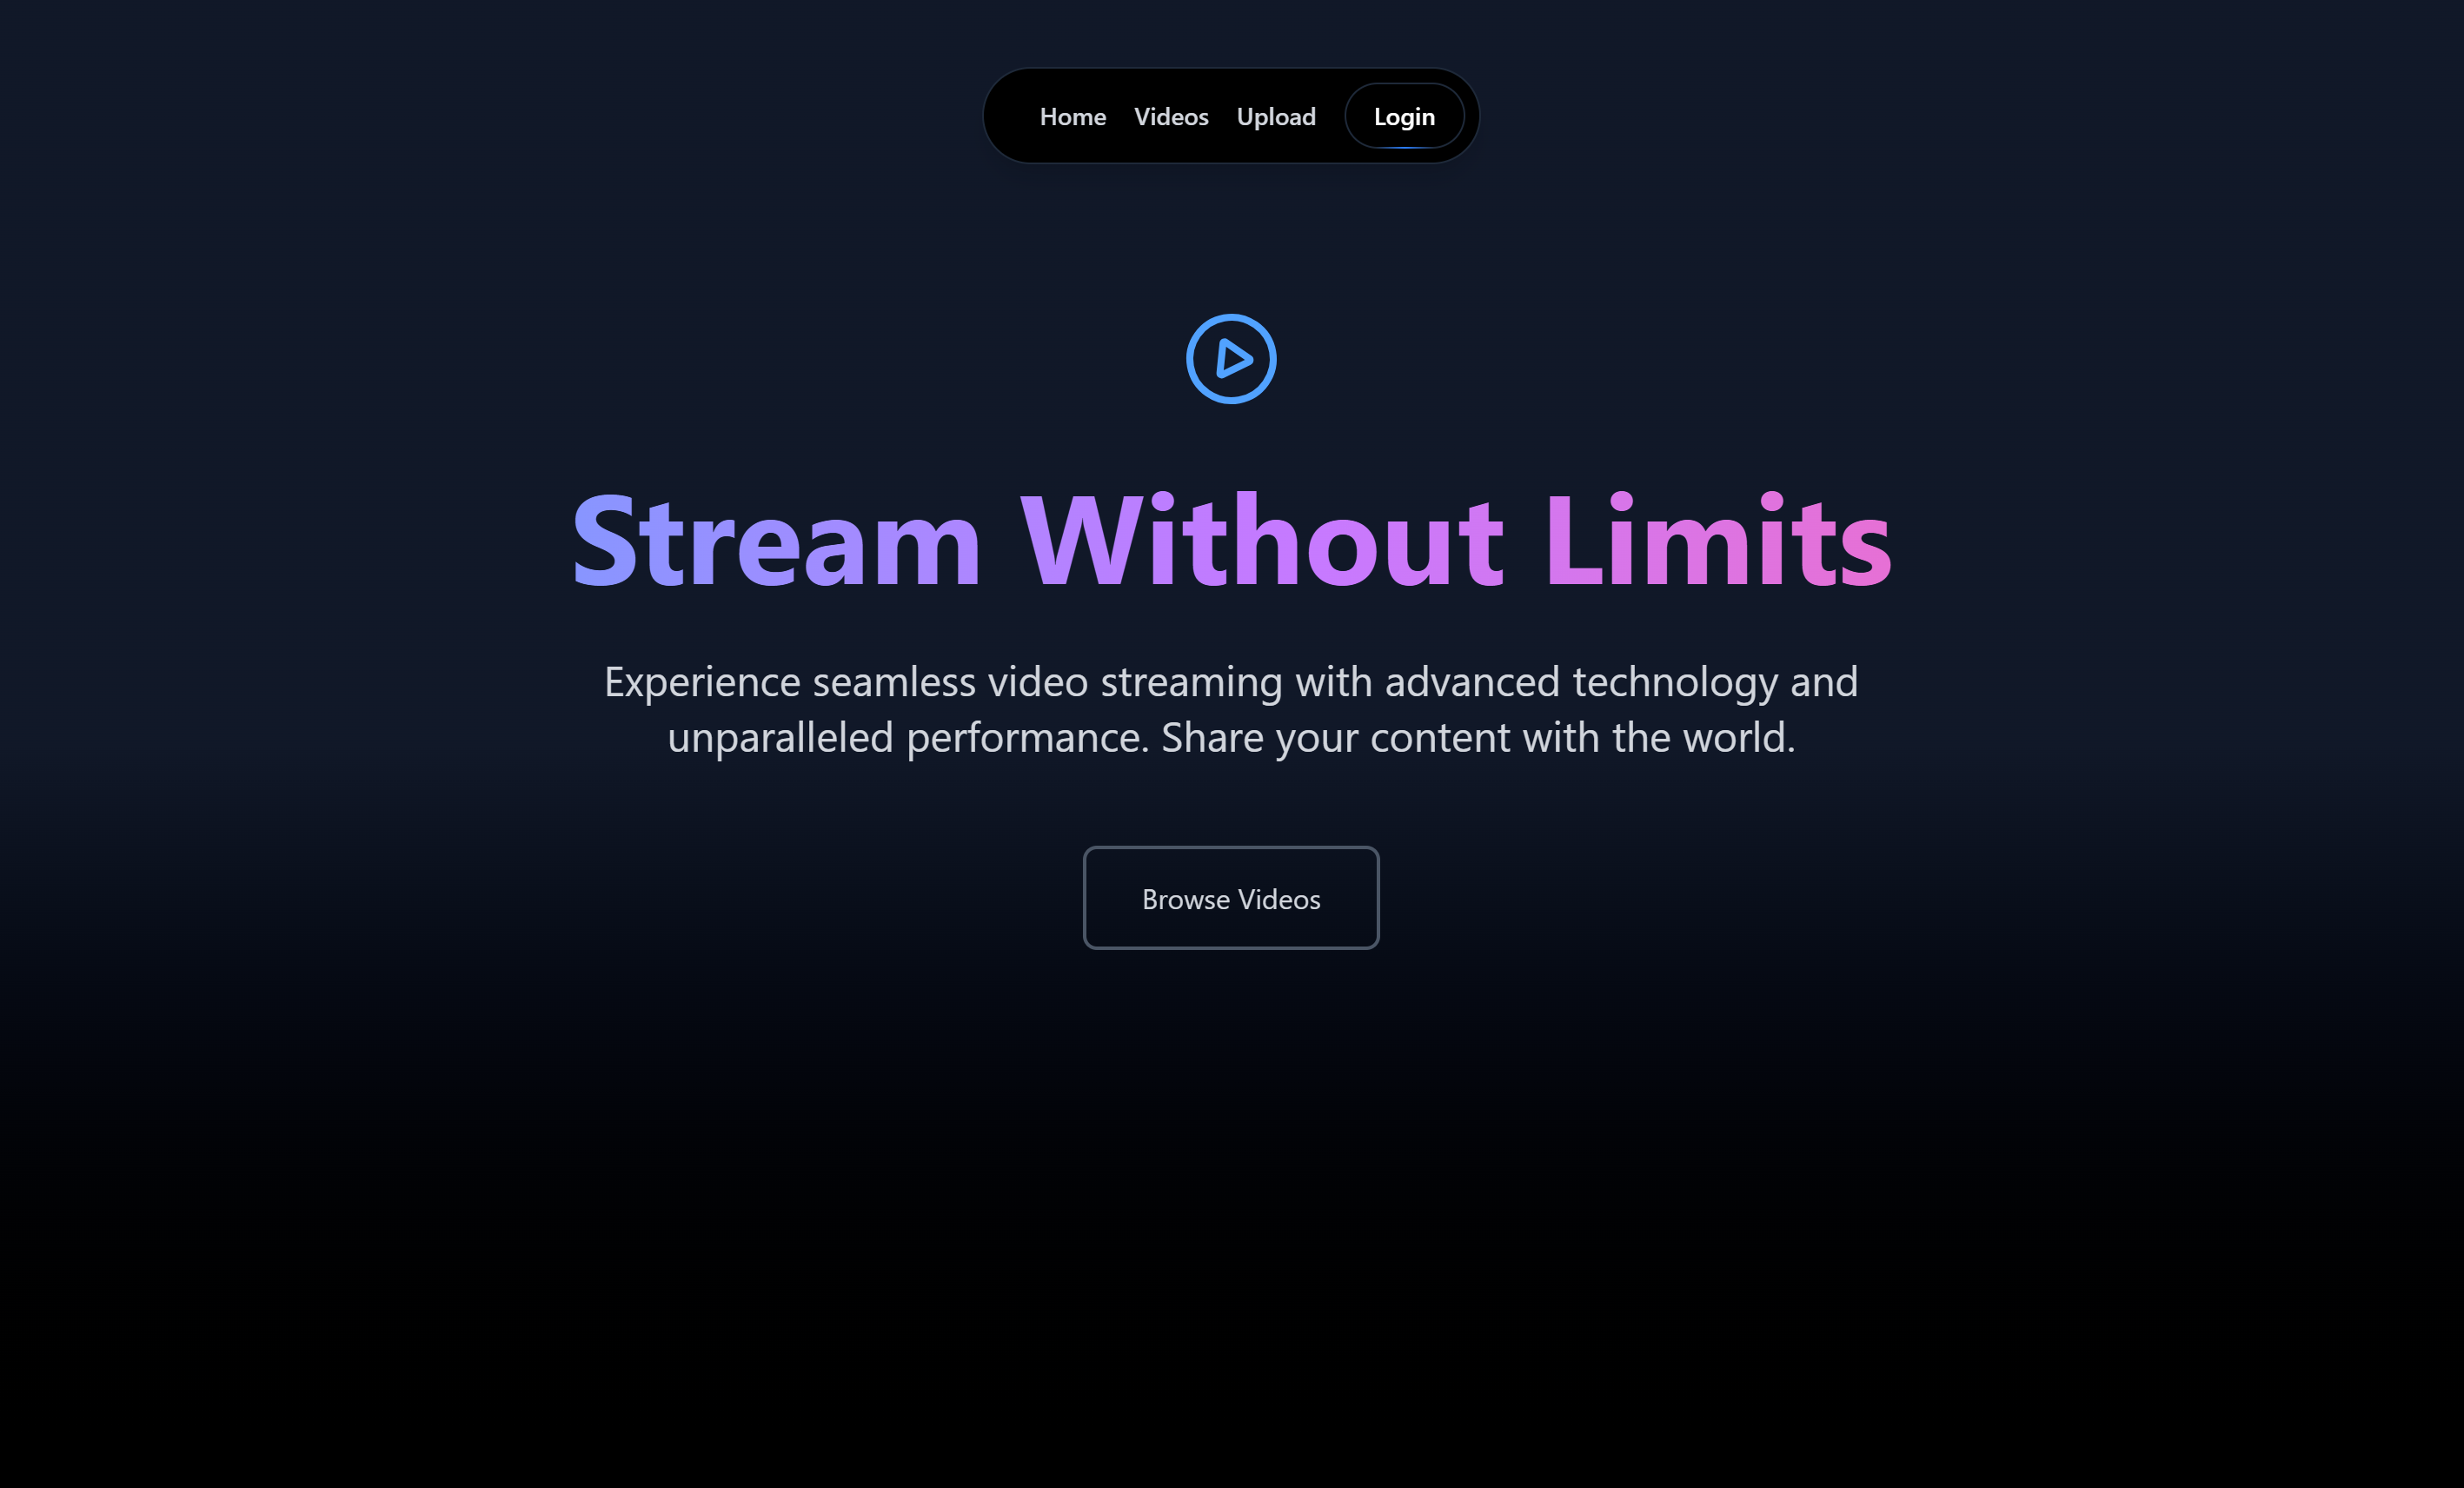 Home Videos Upload Login
Stream Without Limits
Experience seamless video streaming with advanced technology and
unparalleled performance. Share your content with the world.
Browse Videos